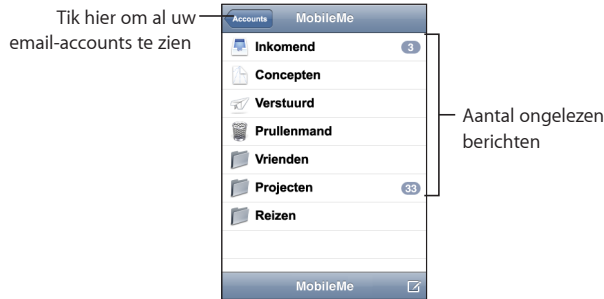 Tik hier om al uw
email-accounts te zien
Accounts
MobileMe
Inkomend
3
Concepten
Verstuurd
Prullenmand
Vrienden
Projecten
33
Reizen
Aantal ongelezen
berichten
MobileMe